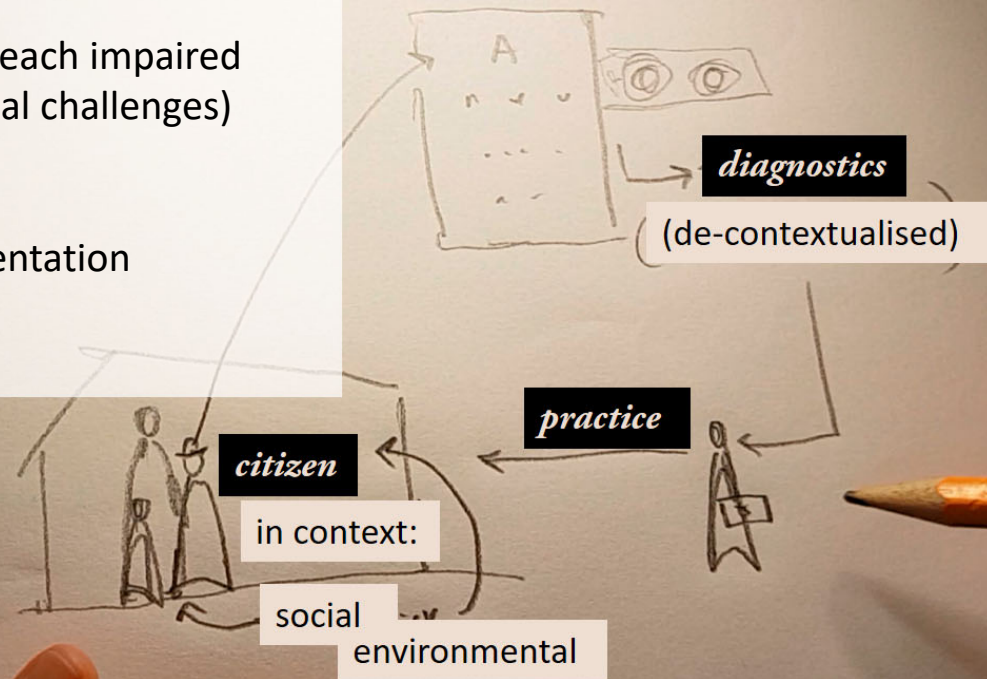 each impaired
al challenges)
entation
A
diagnostics
(de-contextualised)
practice
citizen
in context:
social
environmental